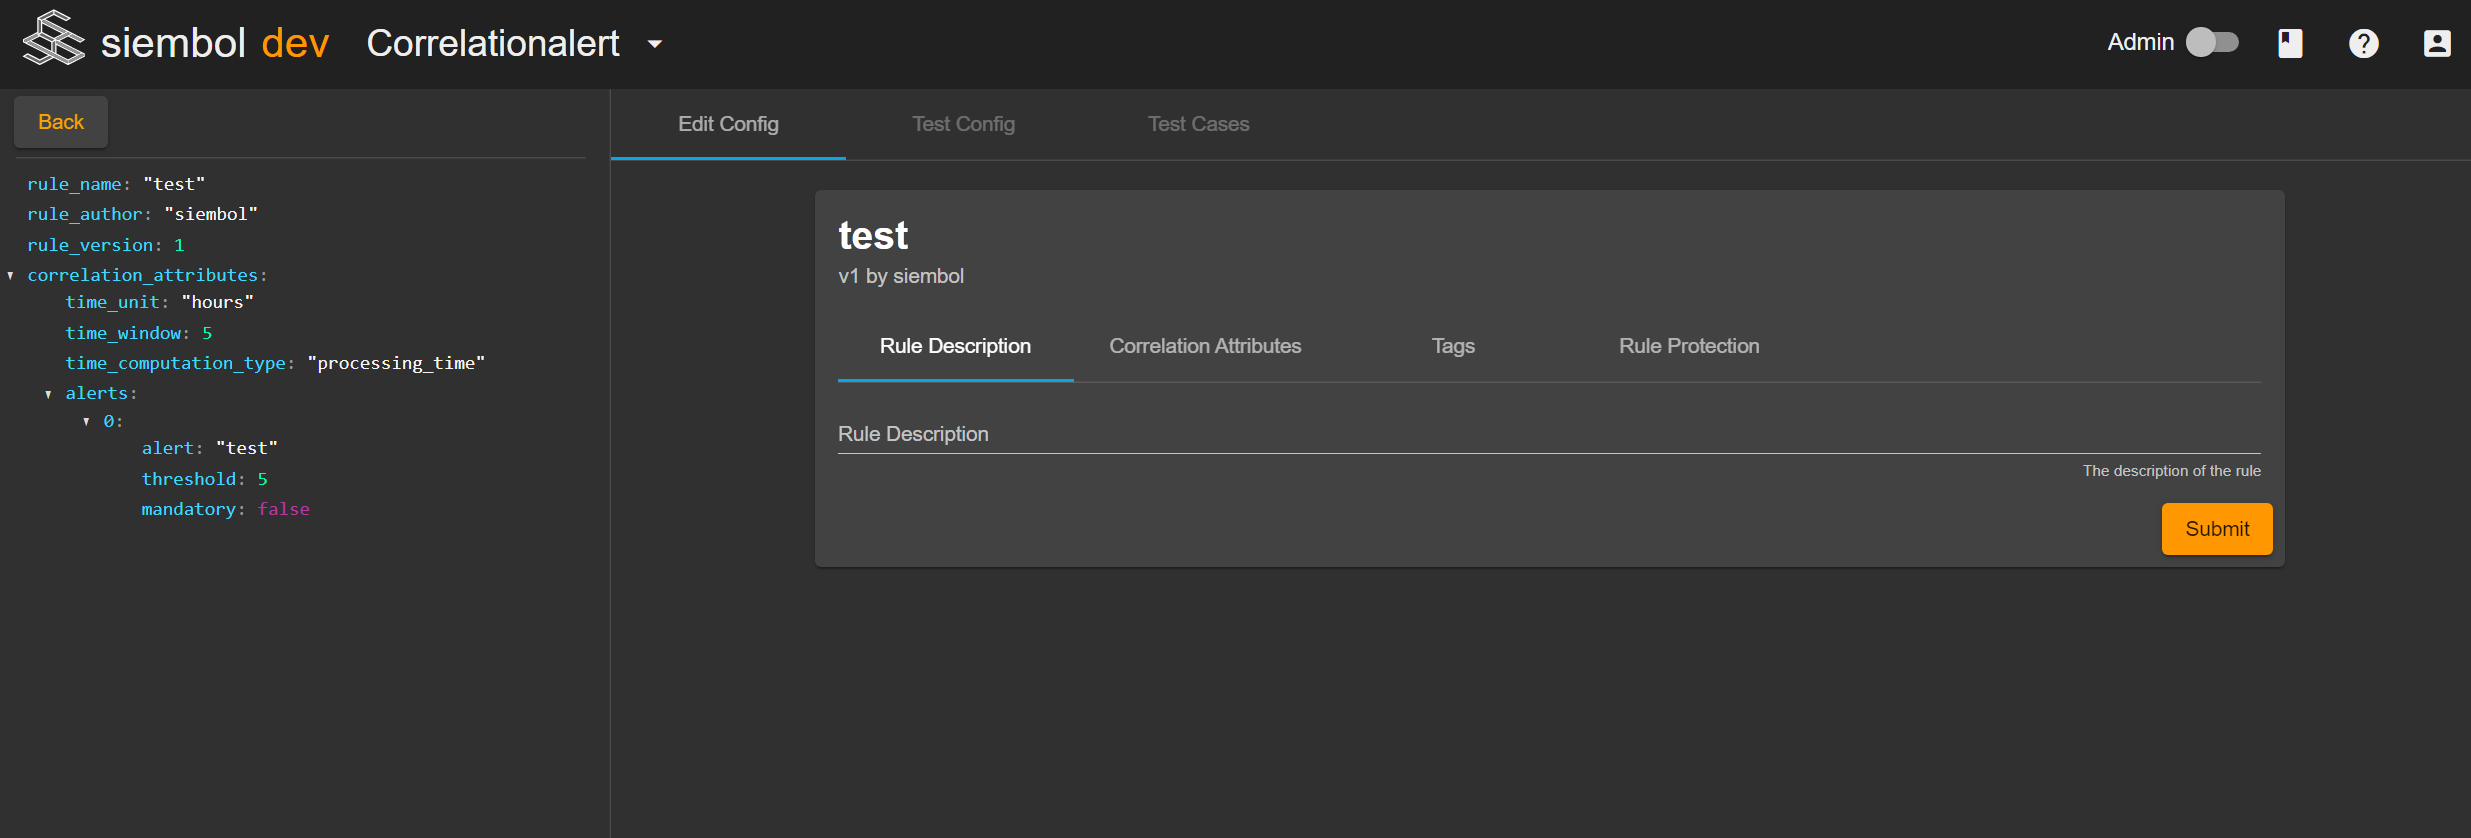 siembol dev Correlationalert
Admin
Back
rule_name: "test"
rule_author: "siembol"
rule_version: 1
correlation_attributes:
time_unit: "hours"
time_window: 5
time_computation_type: "processing_time"
alerts:
0:
alert: "test"
threshold: 5
mandatory: false
Edit Config Test Config Test Cases
test
v1 by siembol
Rule Description Correlation Attributes Tags Rule Protection
Rule Description
The description of the rule
Submit